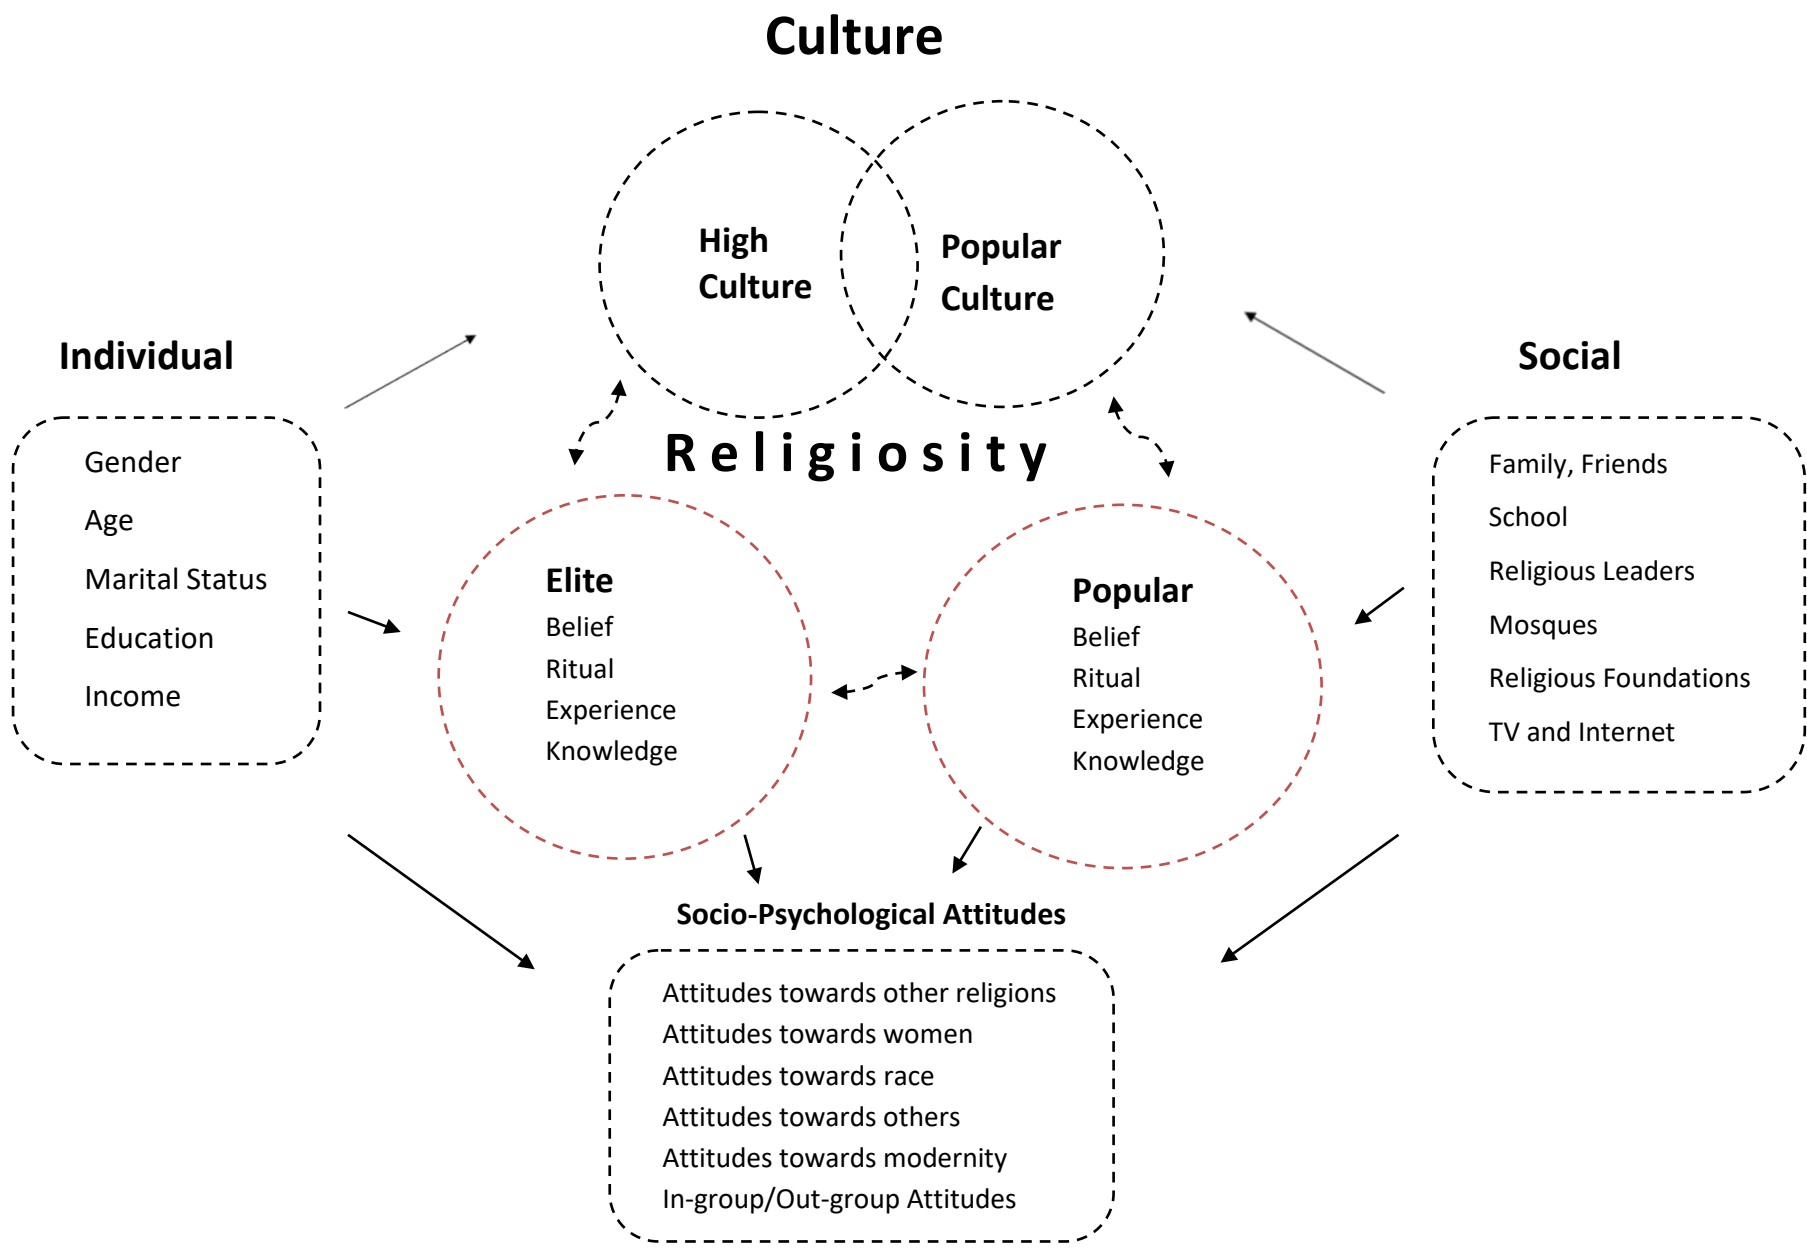 Culture
High
Culture
Popular
Culture
Individual
Gender
Age
Marital Status
Education
Income
Social
Family, Friends
School
Religious Leaders
Mosques
Religious Foundations
TV and Internet
Religiosity
Elite
Belief
Ritual
Experience
Knowledge
Popular
Belief
Ritual
Experience
Knowledge
Socio-Psychological Attitudes
Attitudes towards other religions
Attitudes towards women
Attitudes towards race
Attitudes towards others
Attitudes towards modernity
In-group/Out-group Attitudes